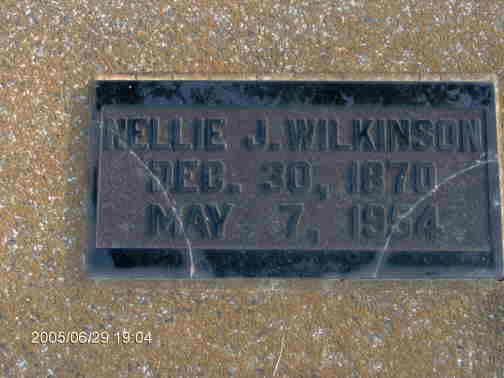 NELLIE J. WILKINSON
DEC. 30, 1870
MAY 7, 1954
2005/06/29 19:04